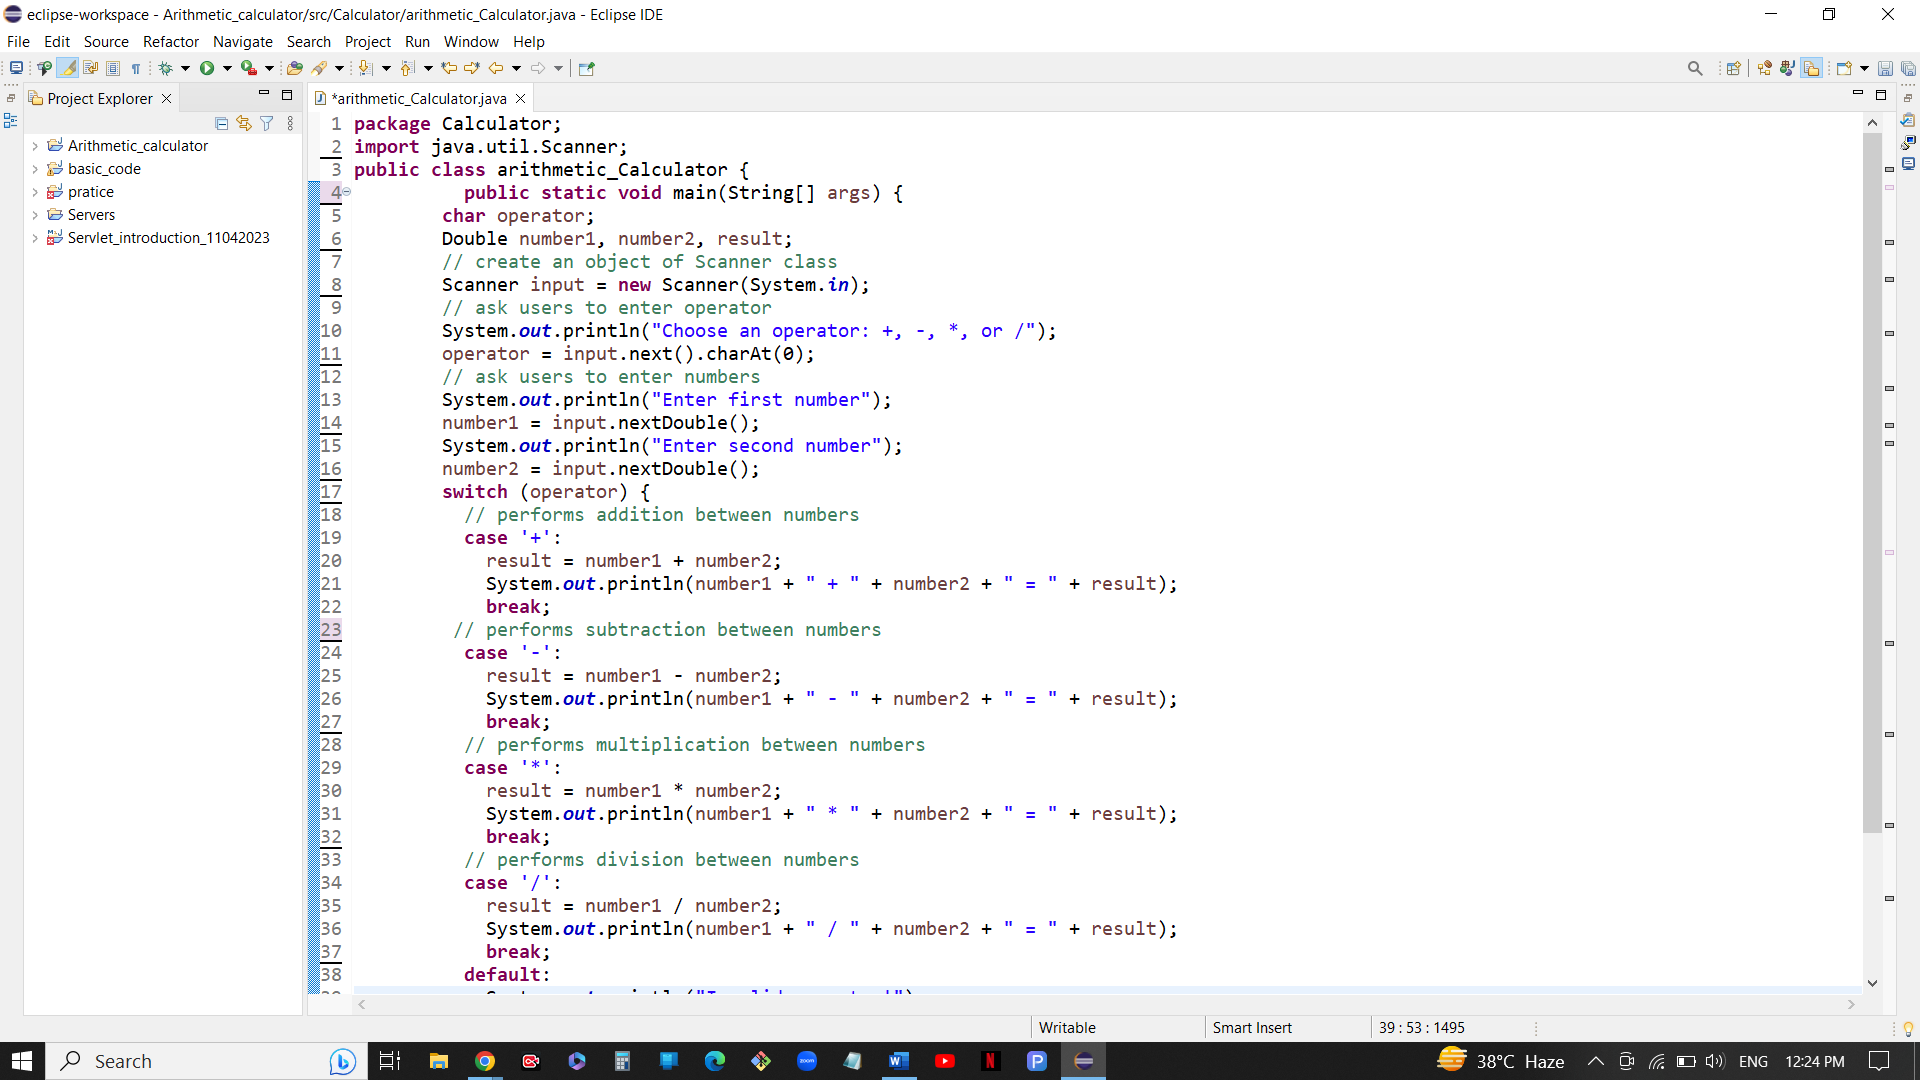 eclipse-workspace - Arithmetic_calculator/src/Calculator/arithmetic_Calculator.java - Eclipse IDE
File Edit Source Refactor Navigate Search Project Run Window Help
Project Explorer
*arithmetic_Calculator.java
Arithmetic_calculator
basic_code
pratice
Servers
Servlet_introduction_11042023
1 package Calculator;
2 import java.util.Scanner;
3 public class arithmetic_Calculator {
4 public static void main(String[] args) {
5 char operator;
6 Double number1, number2, result;
7 // create an object of Scanner class
8 Scanner input = new Scanner(System.in);
9 // ask users to enter operator
10 System.out.println("Choose an operator: +, -, *, or /");
11 operator = input.next().charAt(0);
12 // ask users to enter numbers
13 System.out.println("Enter first number");
14 number1 = input.nextDouble();
15 System.out.println("Enter second number");
16 number2 = input.nextDouble();
17 switch (operator) {
18 // performs addition between numbers
19 case '+':
20 result = number1 + number2;
21 System.out.println(number1 + " + " + number2 + " = " + result);
22 break;
23 // performs subtraction between numbers
24 case '-':
25 result = number1 - number2;
26 System.out.println(number1 + " - " + number2 + " = " + result);
27 break;
28 // performs multiplication between numbers
29 case '*':
30 result = number1 * number2;
31 System.out.println(number1 + " * " + number2 + " = " + result);
32 break;
33 // performs division between numbers
34 case '/':
35 result = number1 / number2;
36 System.out.println(number1 + " / " + number2 + " = " + result);
37 break;
38 default:
Writable Smart Insert 39 : 53 : 1495
Search
38°C Haze ENG 12:24 PM